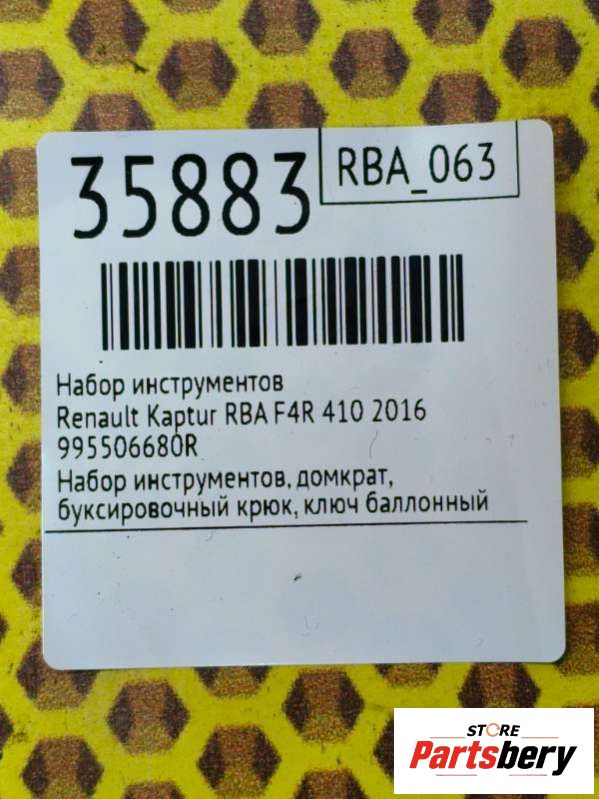 35883
RBA_063
Набор инструментов
Renault Kaptur RBA F4R 410 2016
995506680R
Набор инструментов, домкрат,
буксировочный крюк, ключ баллонный
STORE
Partsbery